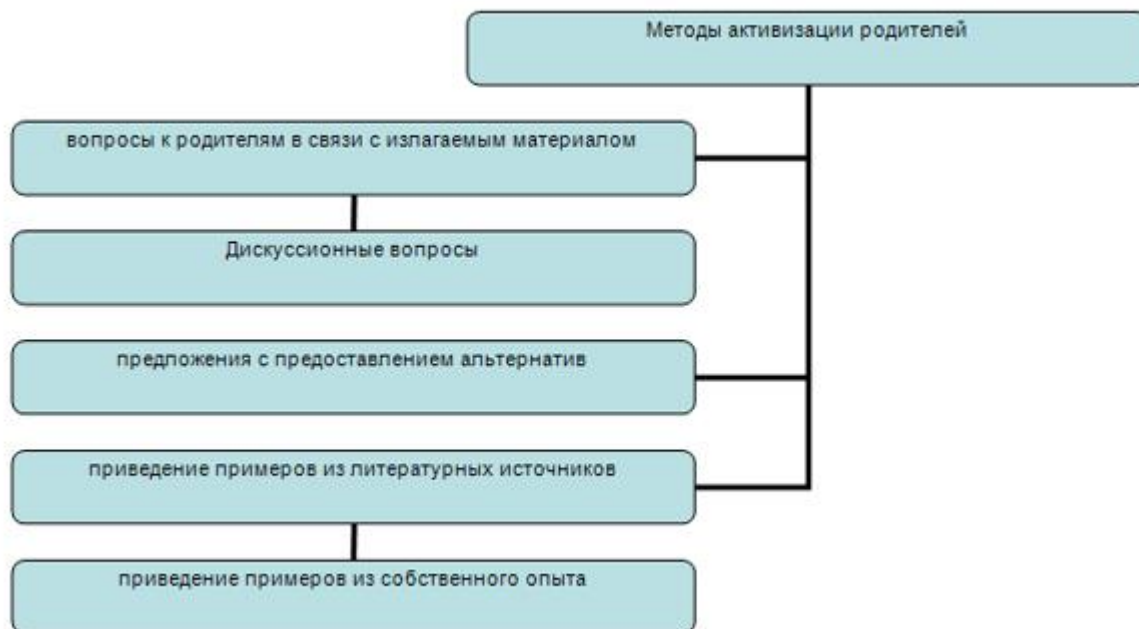 Методы активизации родителей
вопросы к родителям в связи с излагаемым материалом
Дискуссионные вопросы
предложения с предоставлением альтернатив
приведение примеров из литературных источников
приведение примеров из собственного опыта